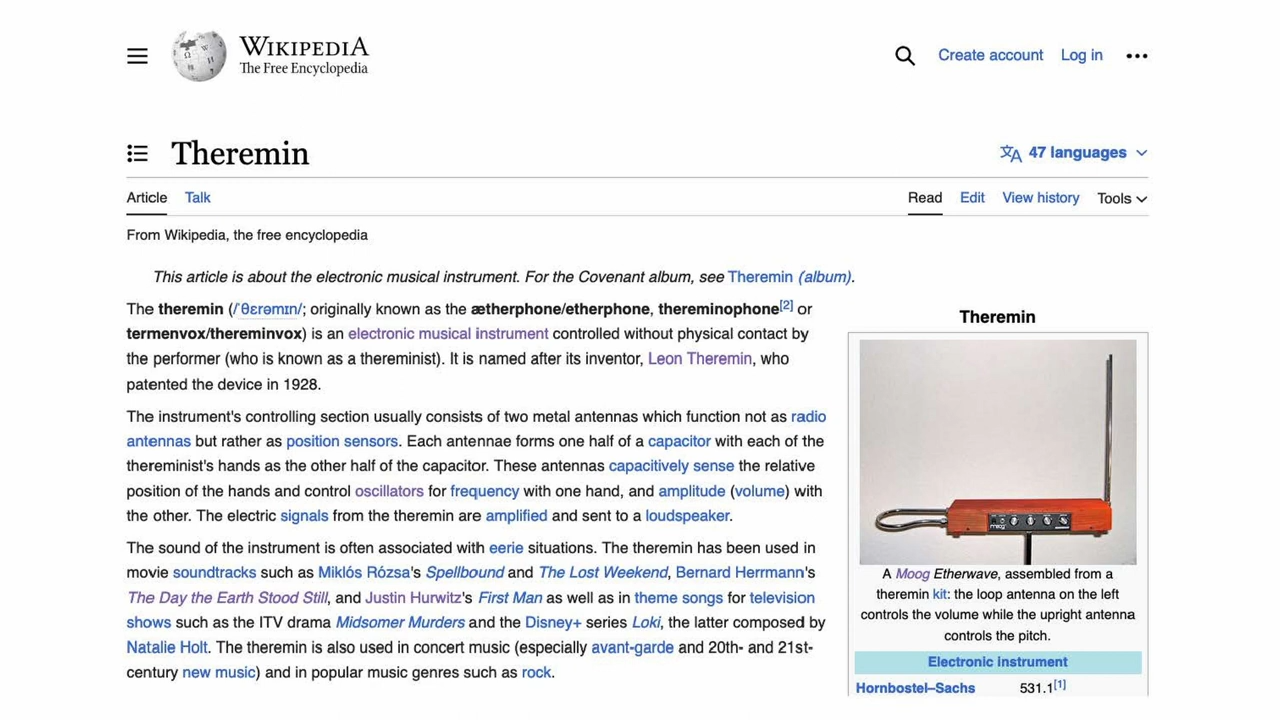 WIKIPEDIA
The Free Encyclopedia
Create account Log in
Theremin
47 languages
Article Talk
Read Edit View history Tools
From Wikipedia, the free encyclopedia
This article is about the electronic musical instrument. For the Covenant album, see Theremin (album).
The theremin (/ˈθɛrəmɪn/; originally known as the ætherphone/etherphone, thereminophone[2] or
termenvox/thereminvox) is an electronic musical instrument controlled without physical contact by
the performer (who is known as a thereminist). It is named after its inventor, Leon Theremin, who
patented the device in 1928.
The instrument's controlling section usually consists of two metal antennas which function not as radio
antennas but rather as position sensors. Each antennae forms one half of a capacitor with each of the
thereminist's hands as the other half of the capacitor. These antennas capacitively sense the relative
position of the hands and control oscillators for frequency with one hand, and amplitude (volume) with
the other. The electric signals from the theremin are amplified and sent to a loudspeaker.
The sound of the instrument is often associated with eerie situations. The theremin has been used in
movie soundtracks such as Miklós Rózsa's Spellbound and The Lost Weekend, Bernard Herrmann's
The Day the Earth Stood Still, and Justin Hurwitz's First Man as well as in theme songs for television
shows such as the ITV drama Midsomer Murders and the Disney+ series Loki, the latter composed by
Natalie Holt. The theremin is also used in concert music (especially avant-garde and 20th- and 21st-
century new music) and in popular music genres such as rock.
Theremin
moog
A Moog Etherwave, assembled from a
theremin kit: the loop antenna on the left
controls the volume while the upright antenna
controls the pitch.
Electronic instrument
Hornbostel–Sachs 531.1[1]